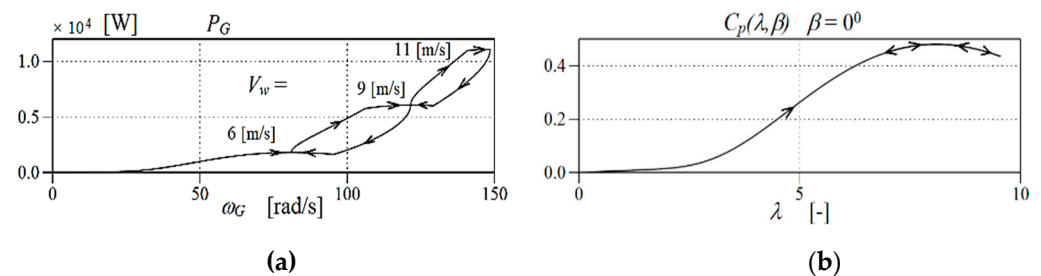 × 10⁴ [W] P_G
11 [m/s]
1.0
V_w =
9 [m/s]
0.5
6 [m/s]
0.0
0 50 100 150
ω_G [rad/s]
(a)
C_p(λ,β) β = 0⁰
0.4
0.2
0.0
0 5 10
λ [-]
(b)